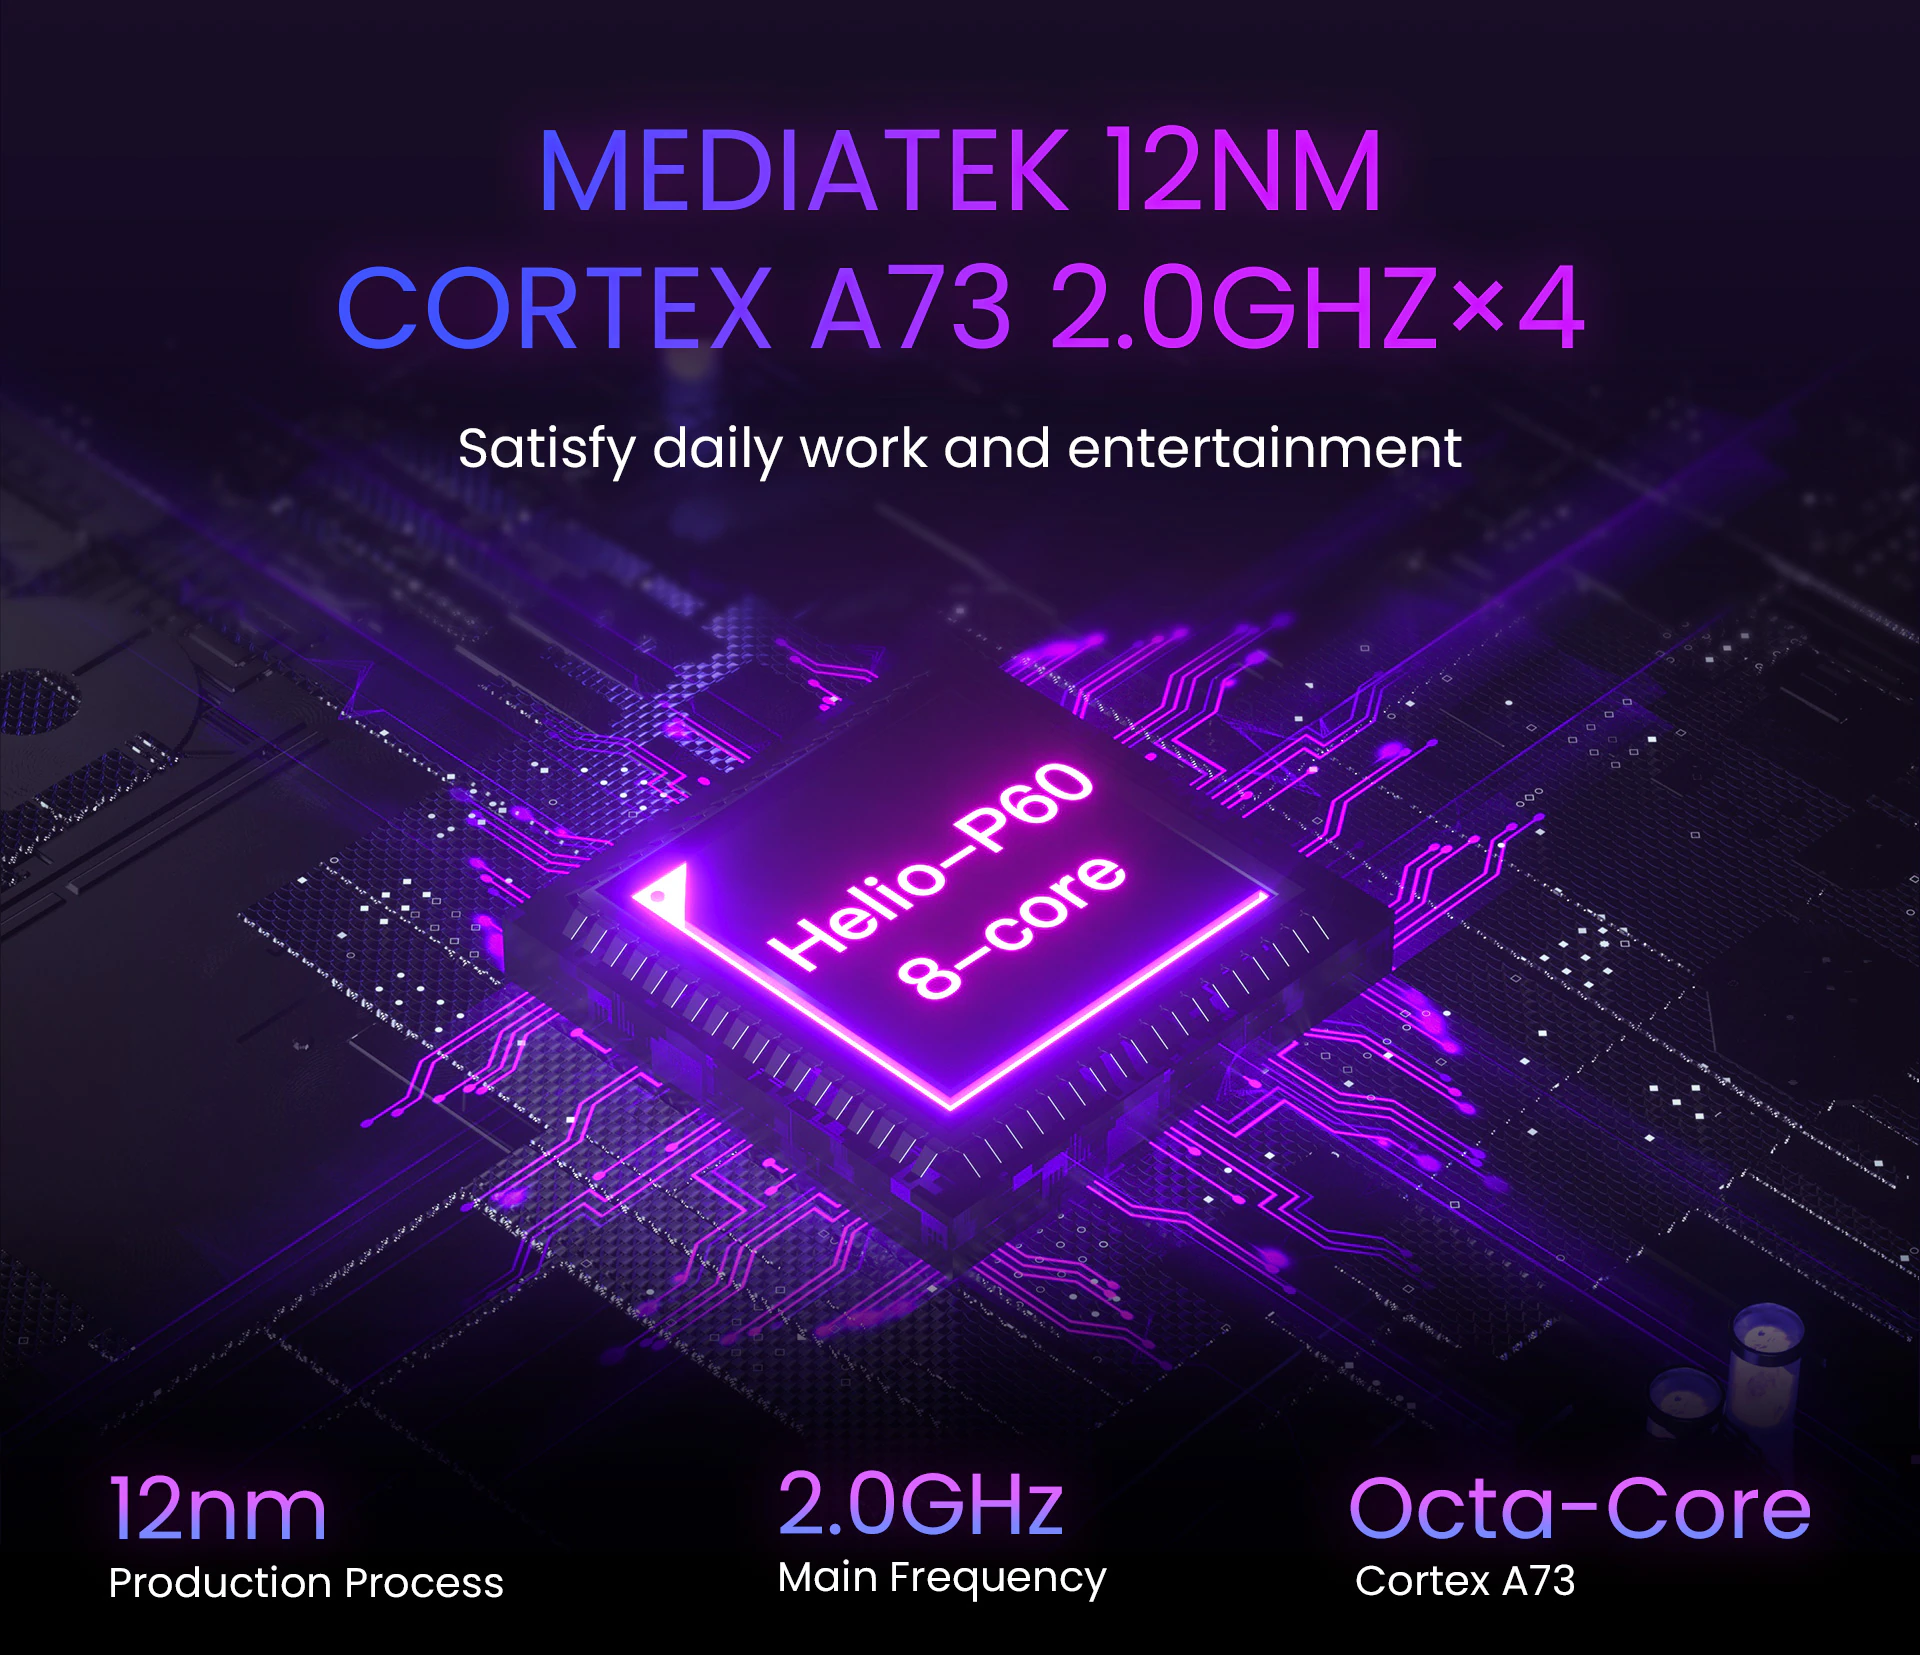 MEDIATEK 12NM
CORTEX A73 2.0GHZ×4
Satisfy daily work and entertainment
Helio-P60
8-core
12nm
Production Process
2.0GHz
Main Frequency
Octa-Core
Cortex A73